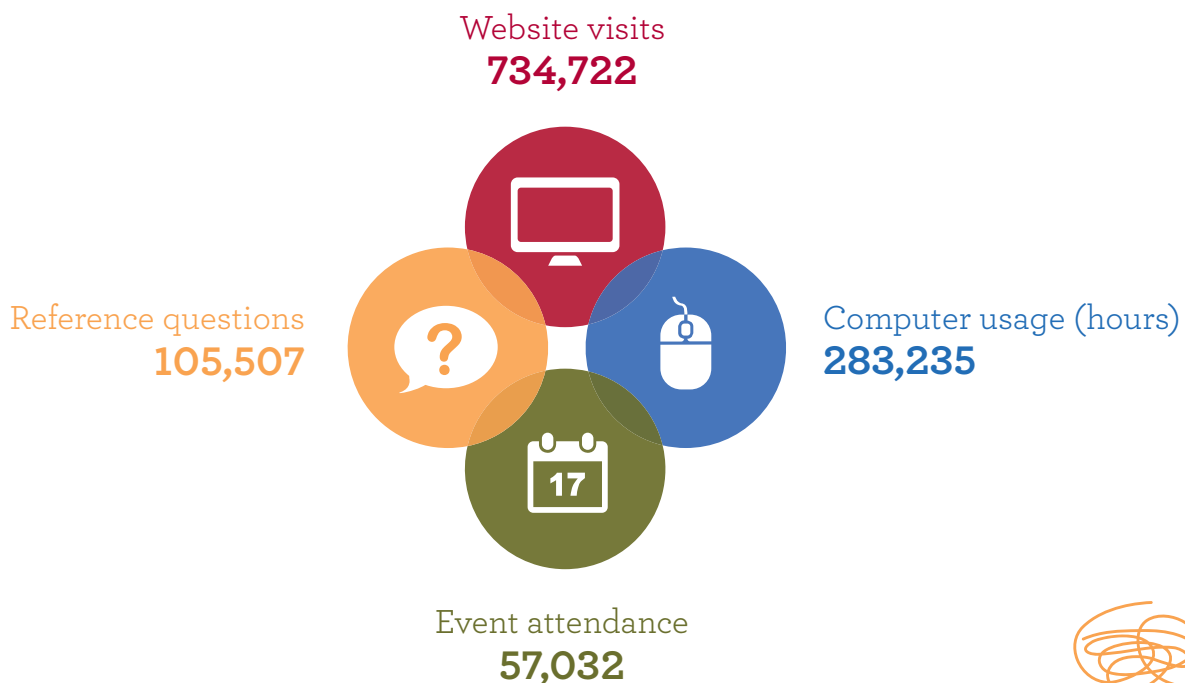 Website visits
734,722
Reference questions
105,507
?
Computer usage (hours)
283,235
17
Event attendance
57,032